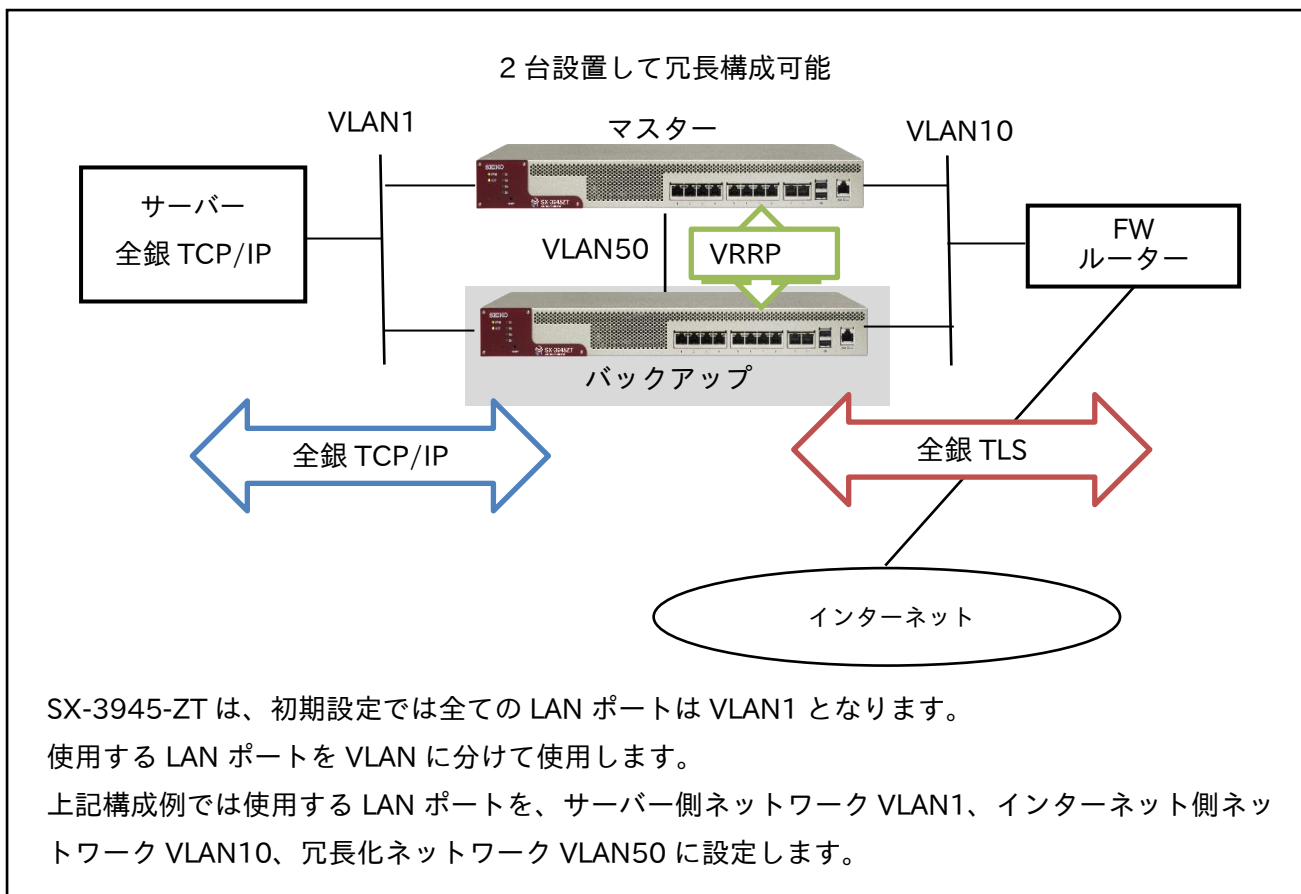 2 台設置して冗長構成可能
VLAN1
マスター
VLAN10
SEIKO
SX-3945ZT
サーバー
全銀 TCP/IP
VLAN50
VRRP
FW
ルーター
SEIKO
SX-3945ZT
バックアップ
全銀 TCP/IP
全銀 TLS
インターネット
SX-3945-ZT は、初期設定では全ての LAN ポートは VLAN1 となります。
使用する LAN ポートを VLAN に分けて使用します。
上記構成例では使用する LAN ポートを、サーバー側ネットワーク VLAN1、インターネット側ネッ
トワーク VLAN10、冗長化ネットワーク VLAN50 に設定します。